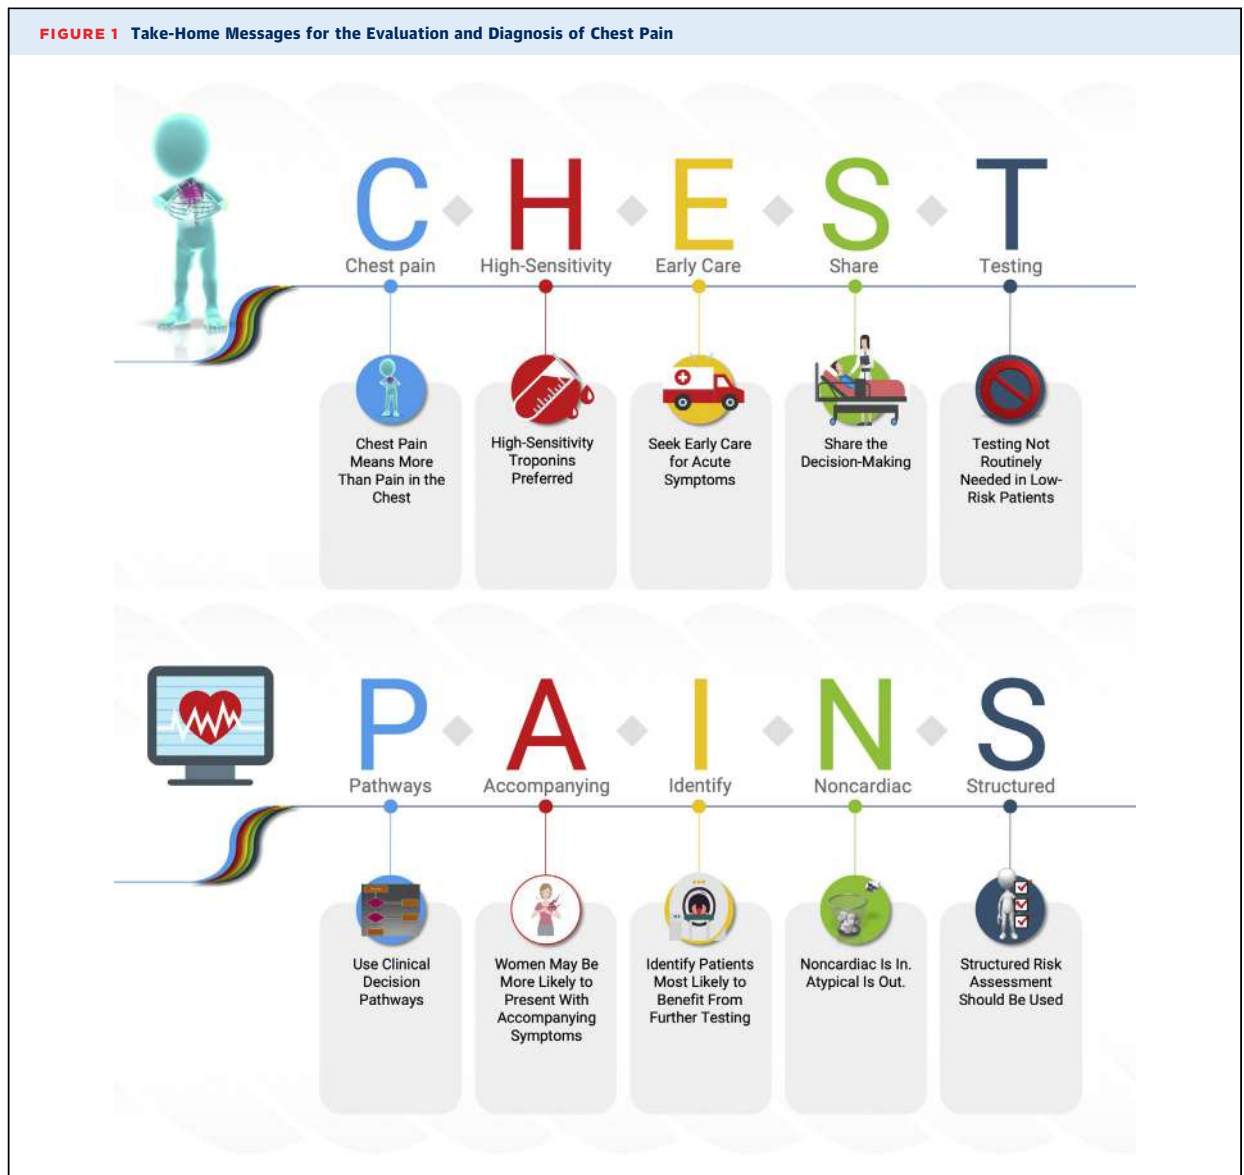 FIGURE 1 Take-Home Messages for the Evaluation and Diagnosis of Chest Pain
C H E S T
Chest pain High-Sensitivity Early Care Share Testing
Chest Pain
Means More
Than Pain in the
Chest
High-Sensitivity
Troponins
Preferred
Seek Early Care
for Acute
Symptoms
Share the
Decision-Making
Testing Not
Routinely
Needed in Low-
Risk Patients
P A I N S
Pathways Accompanying Identify Noncardiac Structured
Use Clinical
Decision
Pathways
Women May Be
More Likely to
Present With
Accompanying
Symptoms
Identify Patients
Most Likely to
Benefit From
Further Testing
Noncardiac Is In.
Atypical Is Out.
Structured Risk
Assessment
Should Be Used